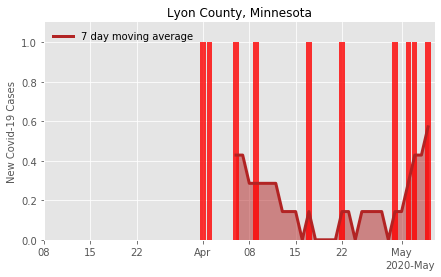 Lyon County, Minnesota
7 day moving average
New Covid-19 Cases
1.0
0.8
0.6
0.4
0.2
0.0
08 15 22 Apr 08 15 22 May
2020-May